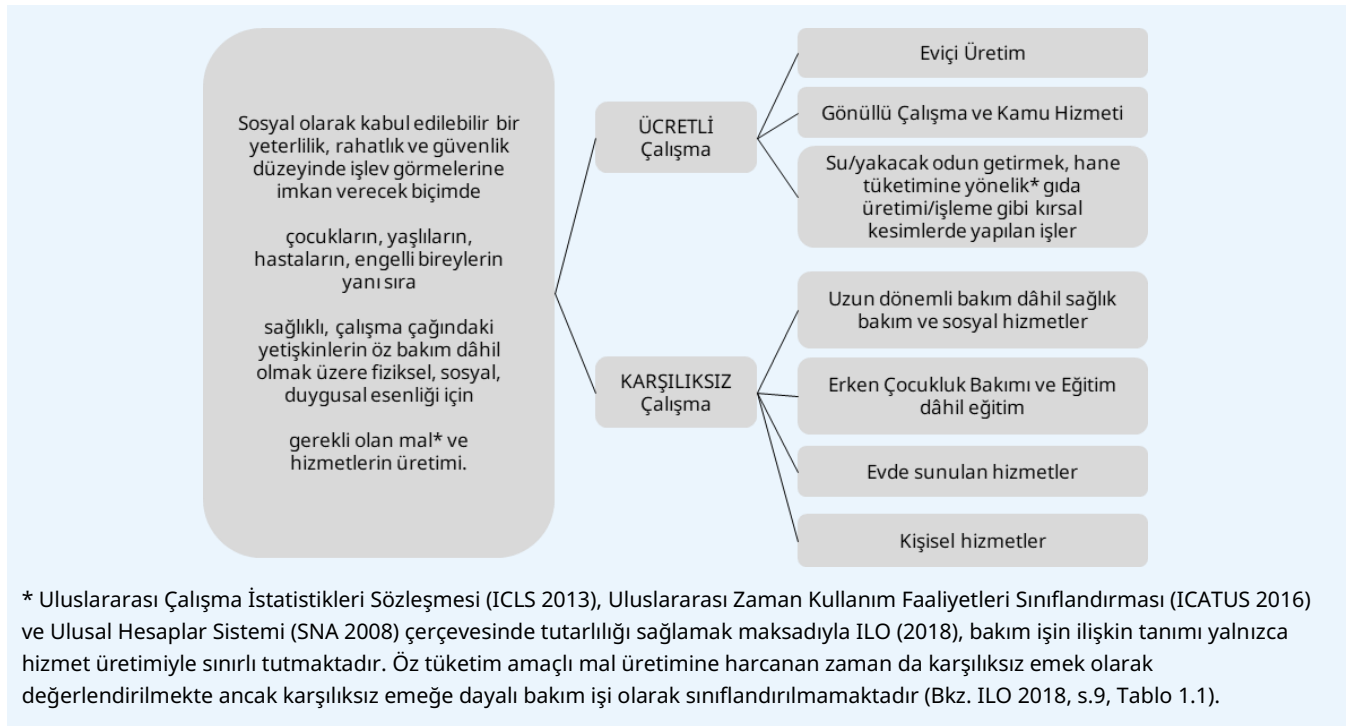 Sosyal olarak kabul edilebilir bir
yeterlilik, rahatlık ve güvenlik
düzeyinde işlev görmelerine
imkan verecek biçimde
çocukların, yaşlıların,
hastaların, engelli bireylerin
yanı sıra
sağlıklı, çalışma çağındaki
yetişkinlerin öz bakım dâhil
olmak üzere fiziksel, sosyal,
duygusal esenliği için
gerekli olan mal* ve
hizmetlerin üretimi.
ÜCRETLİ
Çalışma
Eviçi Üretim
Gönüllü Çalışma ve Kamu Hizmeti
Su/yakacak odun getirmek, hane
tüketimine yönelik* gıda
üretimi/işleme gibi kırsal
kesimlerde yapılan işler
KARŞILIKSIZ
Çalışma
Uzun dönemli bakım dâhil sağlık
bakım ve sosyal hizmetler
Erken Çocukluk Bakımı ve Eğitim
dâhil eğitim
Evde sunulan hizmetler
Kişisel hizmetler
* Uluslararası Çalışma İstatistikleri Sözleşmesi (ICLS 2013), Uluslararası Zaman Kullanım Faaliyetleri Sınıflandırması (ICATUS 2016)
ve Ulusal Hesaplar Sistemi (SNA 2008) çerçevesinde tutarlılığı sağlamak maksadıyla ILO (2018), bakım işin ilişkin tanımı yalnızca
hizmet üretimiyle sınırlı tutmaktadır. Öz tüketim amaçlı mal üretimine harcanan zaman da karşılıksız emek olarak
değerlendirilmekte ancak karşılıksız emeğe dayalı bakım işi olarak sınıflandırılmamaktadır (Bkz. ILO 2018, s.9, Tablo 1.1).